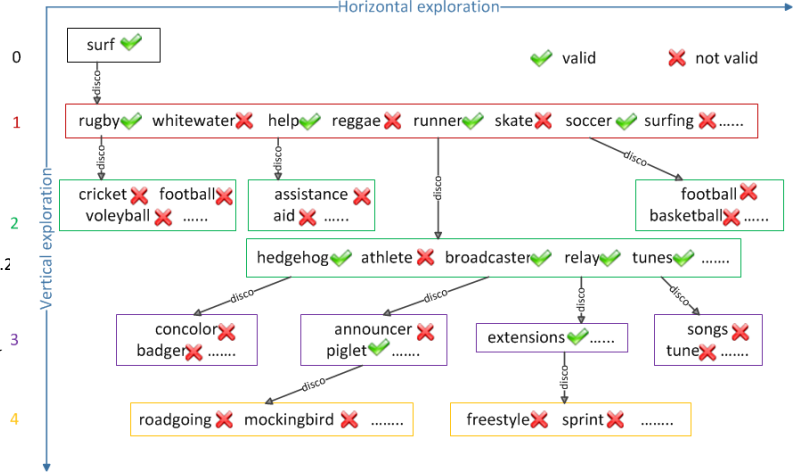 Horizontal exploration
Vertical exploration
0
surf
valid
not valid
disco
1
rugby whitewater help reggae runner skate soccer surfing ......
disco
disco
disco
disco
2
cricket football
voleyball ......
assistance
aid ......
football
basketball ......
.2
hedgehog athlete broadcaster relay tunes .......
disco
disco
disco
disco
3
concolor
badger .......
announcer
piglet .......
extensions ......
songs
tune .......
disco
disco
4
roadgoing mockingbird ........
freestyle sprint ........